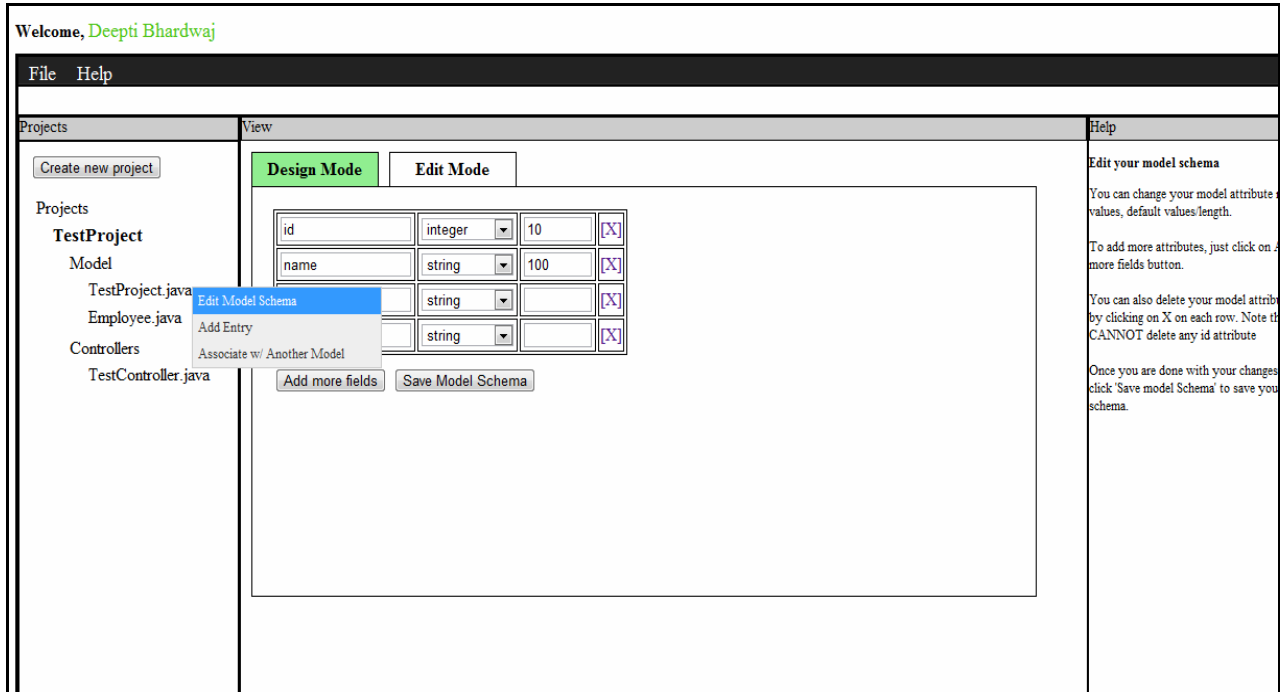 Welcome, Deepti Bhardwaj
File Help
Projects
View
Help
Create new project
Projects
TestProject
Model
TestProject.java
Employee.java
Controllers
TestController.java
Edit Model Schema
Add Entry
Associate w/ Another Model
Design Mode
Edit Mode
id integer 10 [X]
name string 100 [X]
string [X]
string [X]
Add more fields
Save Model Schema
Edit your model schema
You can change your model attribute
values, default values/length.
To add more attributes, just click on
more fields button.
You can also delete your model
by clicking on X on each row. Note
CANNOT delete any id attribute
Once you are done with your changes
click 'Save model Schema' to save
schema.